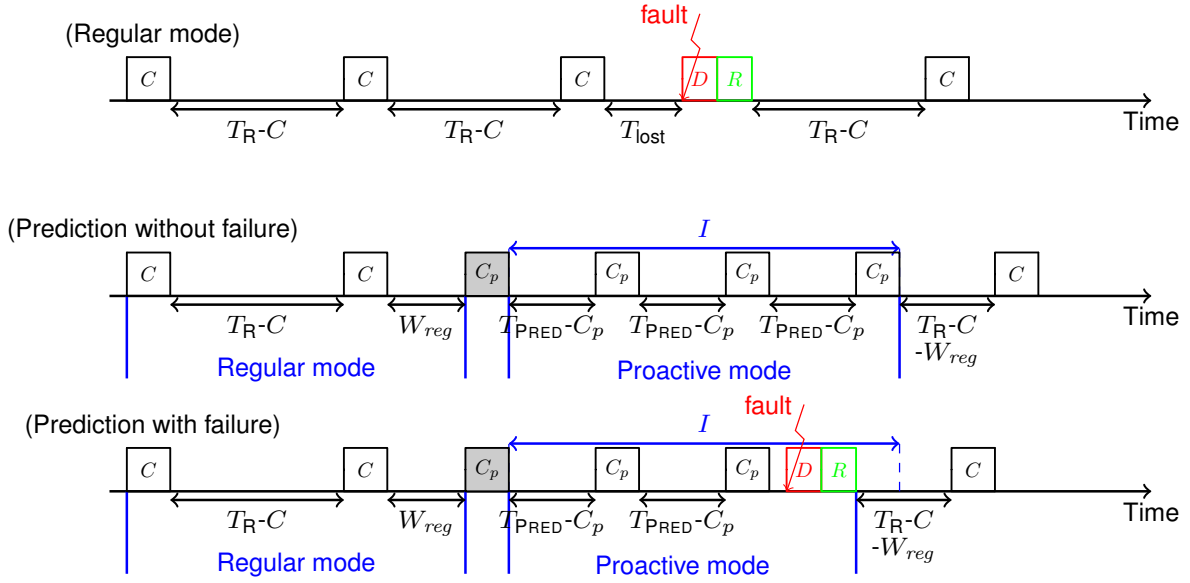 fault
(Regular mode)
C C C D R C
T_R-C T_R-C T_lost T_R-C
Time
(Prediction without failure)
I
C C C_p C_p C_p C_p C
T_R-C W_reg T_PRED-C_p T_PRED-C_p T_PRED-C_p T_R-C
-W_reg
Time
Regular mode Proactive mode
fault
(Prediction with failure)
I
C C C_p C_p C_p D R C
T_R-C W_reg T_PRED-C_p T_PRED-C_p T_R-C
-W_reg
Time
Regular mode Proactive mode